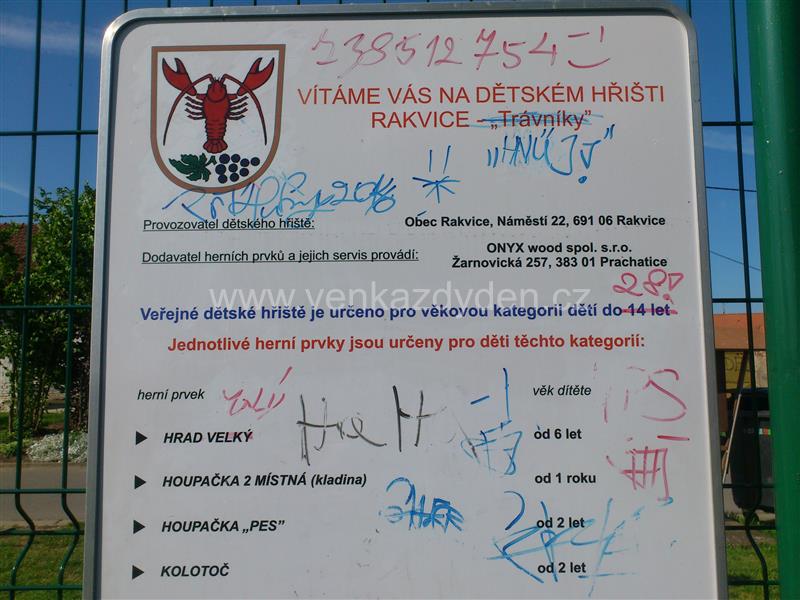 738512754
VÍTÁME VÁS NA DĚTSKÉM HŘIŠTI
RAKVICE - „Trávníky”
„HNŮJ!”
Provozovatel dětského hřiště: Obec Rakvice, Náměstí 22, 691 06 Rakvice
Dodavatel herních prvků a jejich servis provádí: ONYX wood spol. s.r.o.
Žarnovická 257, 383 01 Prachatice
28!
www.venkazdyden.cz
Veřejné dětské hřiště je určeno pro věkovou kategorii dětí do 14 let
Jednotlivé herní prvky jsou určeny pro děti těchto kategorií:
herní prvek věk dítěte
HRAD VELKÝ od 6 let
HOUPAČKA 2 MÍSTNÁ (kladina) od 1 roku
HOUPAČKA „PES” od 2 let
KOLOTOČ od 2 let